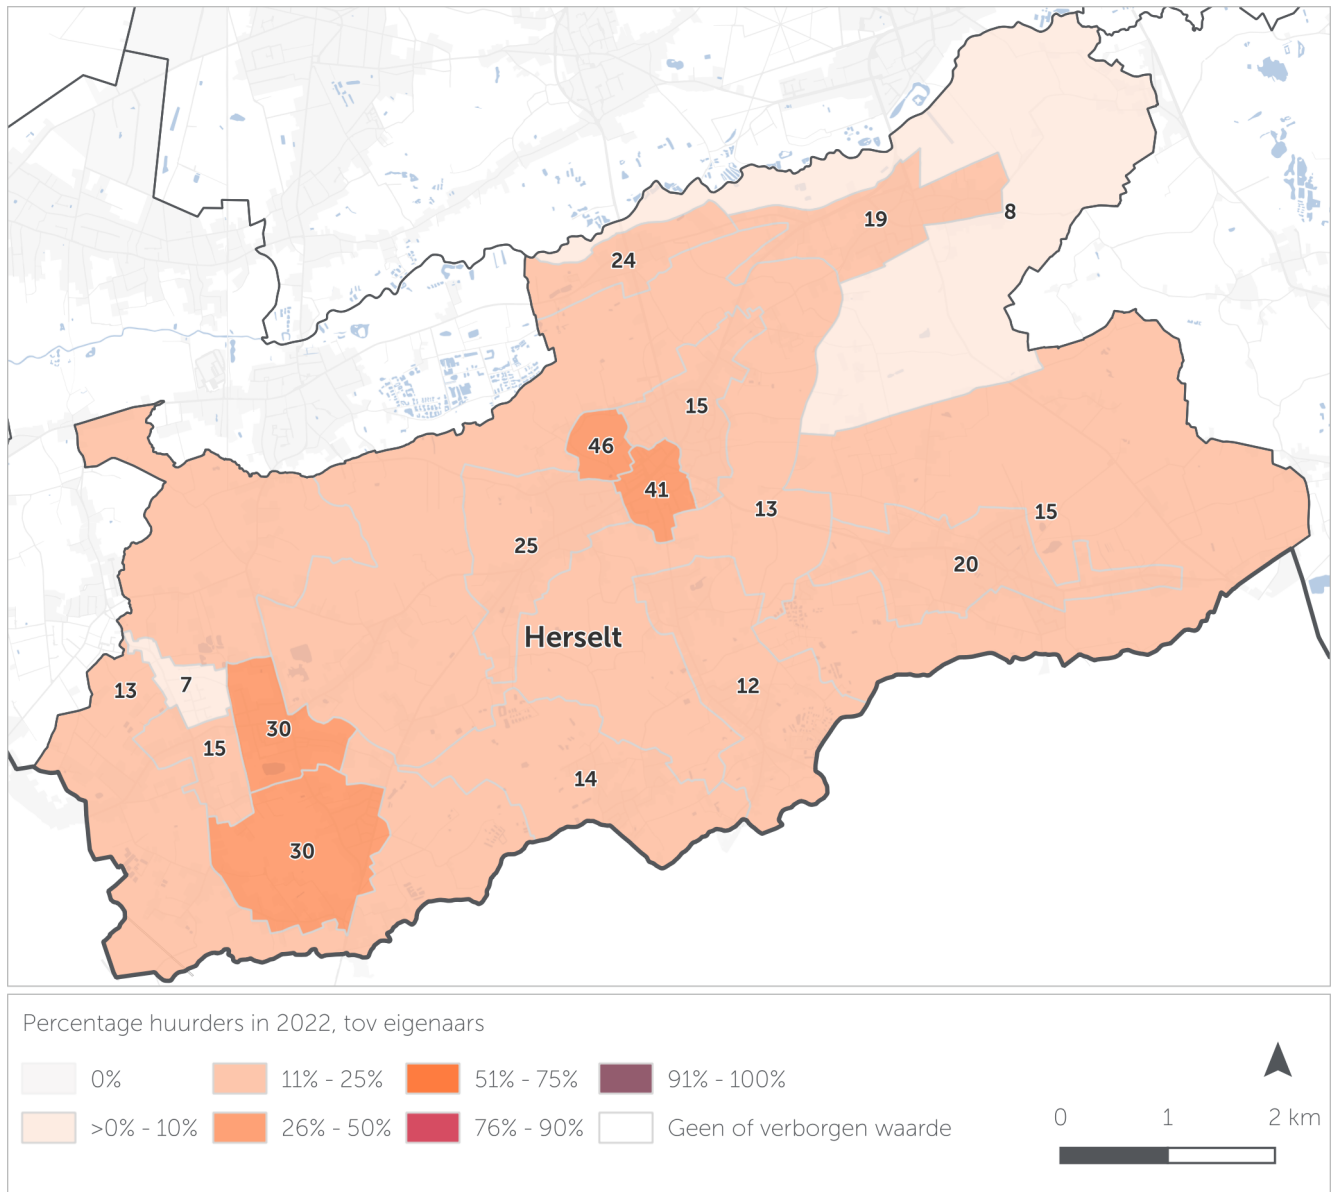 8
19
24
15
46
41
13
15
25
20
Herselt
7
13
12
30
15
14
30
Percentage huurders in 2022, tov eigenaars
0%
11% - 25%
51% - 75%
91% - 100%
>0% - 10%
26% - 50%
76% - 90%
Geen of verborgen waarde
0 1 2 km